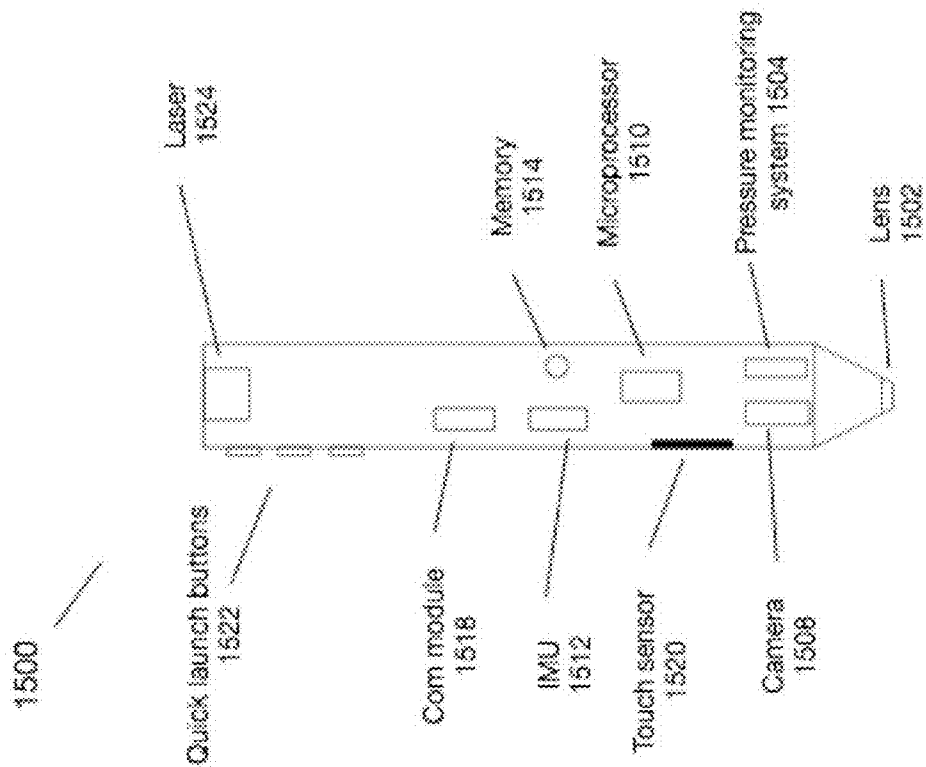 1500
Quick launch buttons
1522
Com module
1518
IMU
1512
Touch sensor
1520
Camera
1508
Laser
1524
Memory
1514
Microprocessor
1510
Pressure monitoring
system 1504
Lens
1502